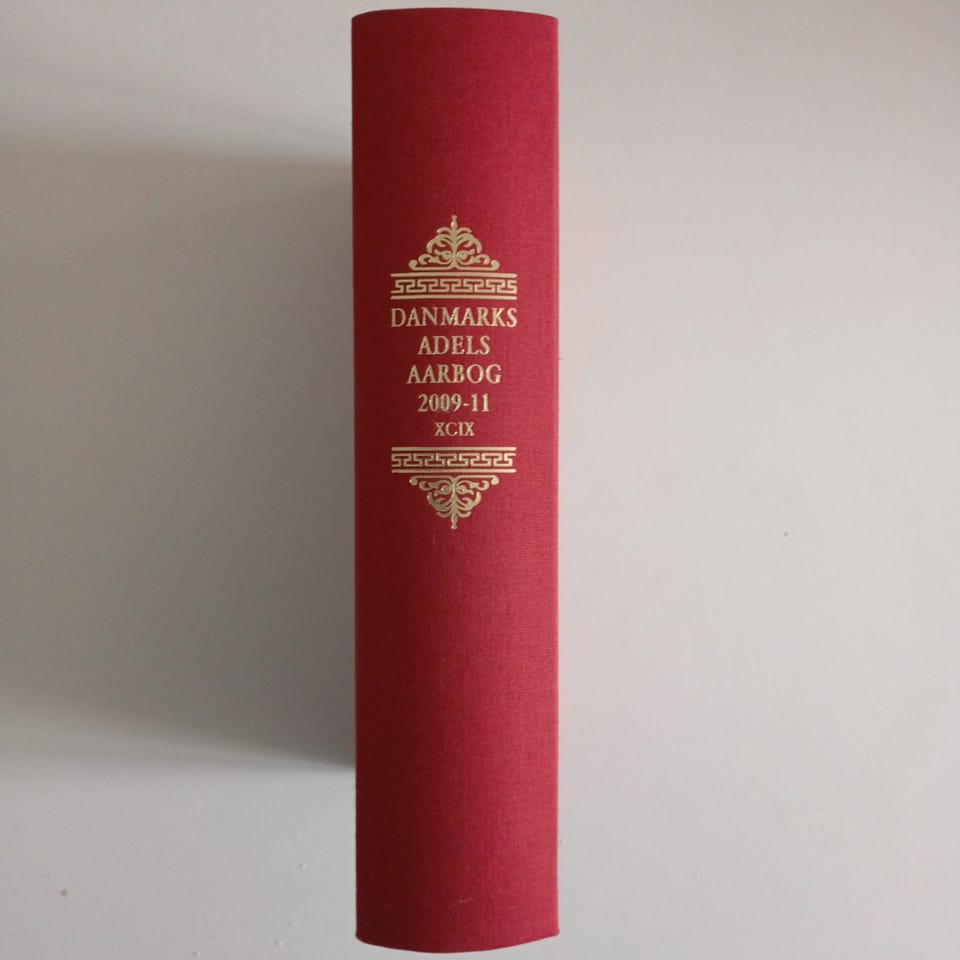 DANMARKS
ADELS
AARBOG
2009-11
XCIX